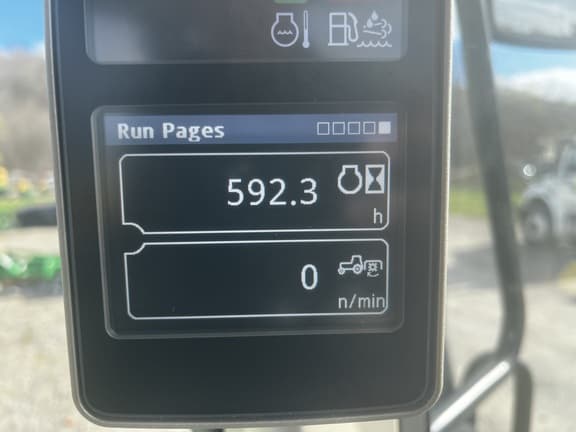 Run Pages
592.3
h
0
n/min